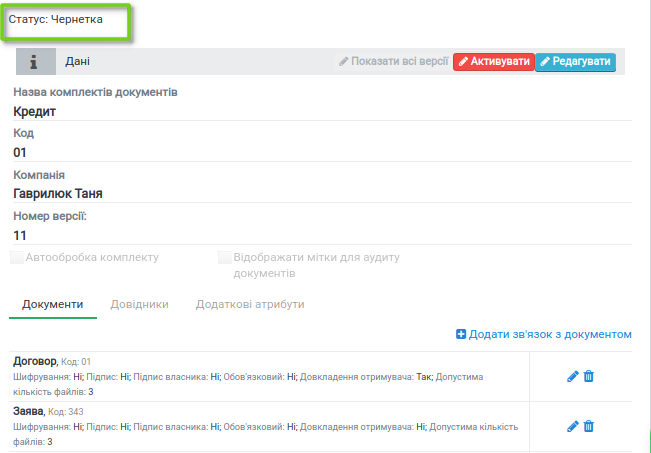 Статус: Чернетка
Дані
Показати всі версії Активувати Редагувати
Назва комплектів документів
Кредит
Код
01
Компанія
Гаврилюк Таня
Номер версії:
11
Автообробка комплекту
Відображати мітки для аудиту
документів
Документи Довідники Додаткові атрибути
Додати зв'язок з документом
Договор, Код: 01
Шифрування: Ні; Підпис: Ні; Підпис власника: Ні; Обов'язковий: Ні; Довкладення отримувача: Так; Допустима
кількість файлів: 3
Заява, Код: 343
Шифрування: Ні; Підпис: Ні; Підпис власника: Ні; Обов'язковий: Ні; Довкладення отримувача: Ні; Допустима кількість
файлів: 3